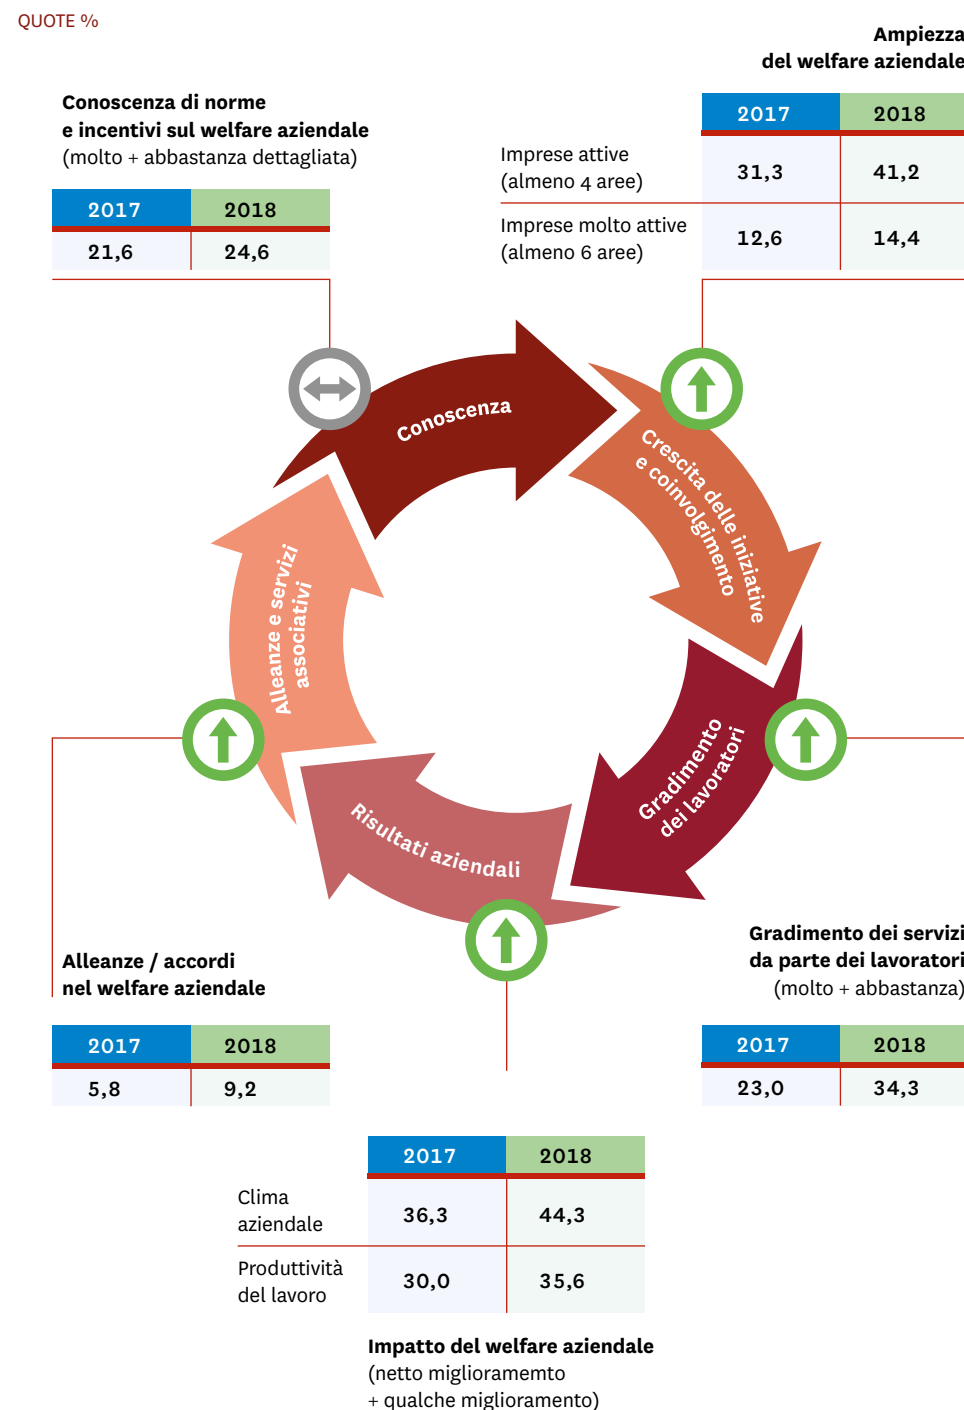 QUOTE %
Ampiezza
del welfare aziendale
2017 2018
Imprese attive
(almeno 4 aree)
31,3 41,2
Imprese molto attive
(almeno 6 aree)
12,6 14,4
Conoscenza di norme
e incentivi sul welfare aziendale
(molto + abbastanza dettagliata)
2017 2018
21,6 24,6
Conoscenza
Crescita delle iniziative
e coinvolgimento
Gradimento
dei lavoratori
Risultati aziendali
Alleanze e servizi
associativi
Alleanze / accordi
nel welfare aziendale
2017 2018
5,8 9,2
Gradimento dei servizi
da parte dei lavoratori
(molto + abbastanza)
2017 2018
23,0 34,3
2017 2018
Clima
aziendale
36,3 44,3
Produttività
del lavoro
30,0 35,6
Impatto del welfare aziendale
(netto miglioramemto
+ qualche miglioramento)